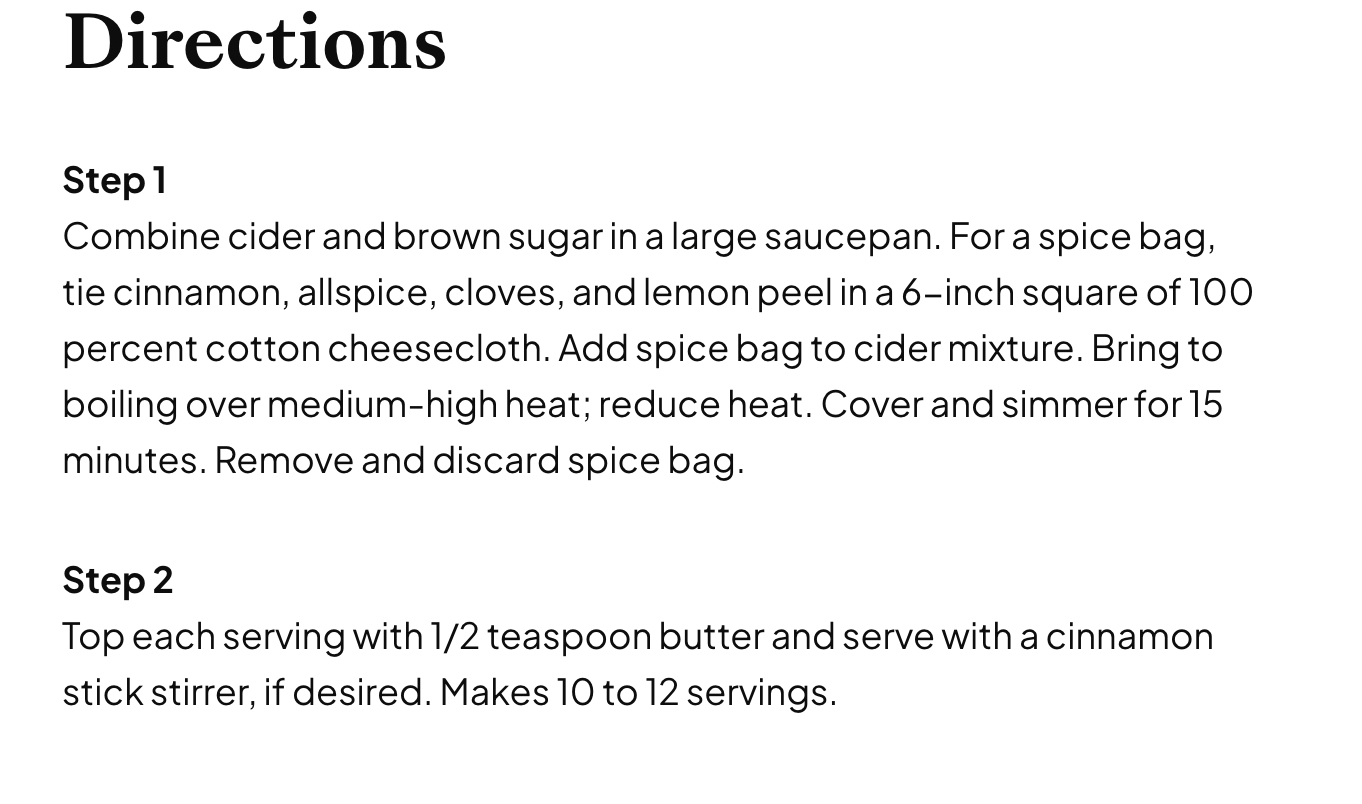 Directions
Step 1
Combine cider and brown sugar in a large saucepan. For a spice bag,
tie cinnamon, allspice, cloves, and lemon peel in a 6–inch square of 100
percent cotton cheesecloth. Add spice bag to cider mixture. Bring to
boiling over medium-high heat; reduce heat. Cover and simmer for 15
minutes. Remove and discard spice bag.
Step 2
Top each serving with 1/2 teaspoon butter and serve with a cinnamon
stick stirrer, if desired. Makes 10 to 12 servings.